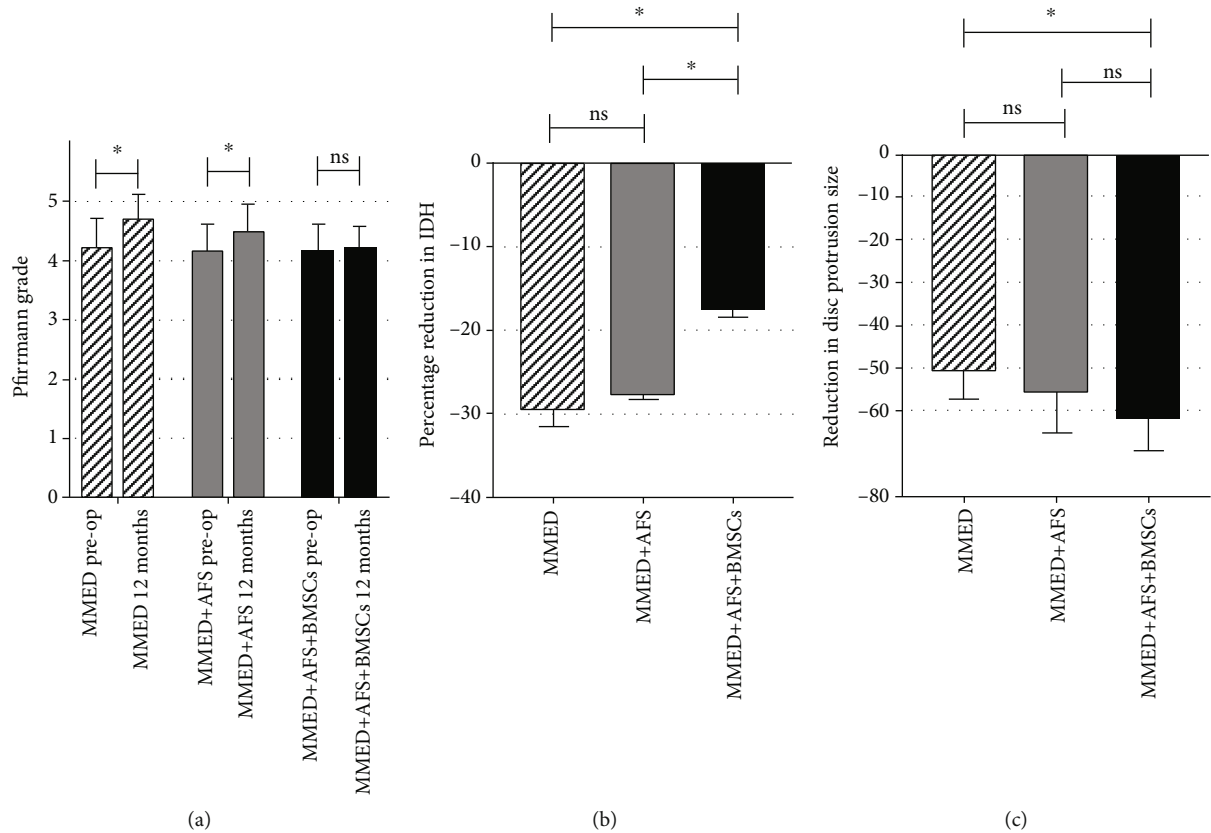 *
*
ns
Pfirrmann grade
5
4
3
2
1
0
MMED pre-op
MMED 12 months
MMED+AFS pre-op
MMED+AFS 12 months
MMED+AFS+BMSCs pre-op
MMED+AFS+BMSCs 12 months
(a)
*
*
ns
Percentage reduction in IDH
0
−10
−20
−30
−40
MMED
MMED+AFS
MMED+AFS+BMSCs
(b)
*
ns
ns
Reduction in disc protrusion size
0
−10
−20
−30
−40
−50
−60
−80
MMED
MMED+AFS
MMED+AFS+BMSCs
(c)